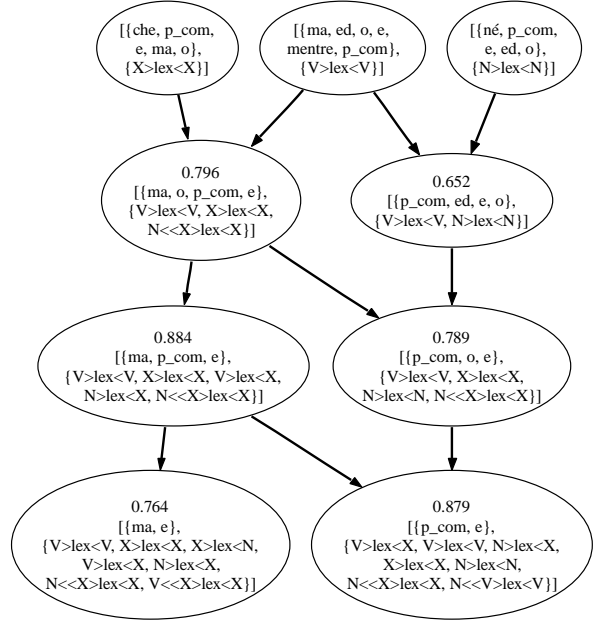 [{che, p_com,
e, ma, o},
{X>lex<X}]
[{ma, ed, o, e,
mentre, p_com},
{V>lex<V}]
[{né, p_com,
e, ed, o},
{N>lex<N}]
0.796
[{ma, o, p_com, e},
{V>lex<V, X>lex<X,
N<<X>lex<X}]
0.652
[{p_com, ed, e, o},
{V>lex<V, N>lex<N}]
0.884
[{ma, p_com, e},
{V>lex<V, X>lex<X, V>lex<X,
N>lex<X, N<<X>lex<X}]
0.789
[{p_com, o, e},
{V>lex<V, X>lex<X,
N>lex<N, N<<X>lex<X}]
0.764
[{ma, e},
{V>lex<V, X>lex<X, X>lex<N,
V>lex<X, N>lex<X,
N<<X>lex<X, V<<X>lex<X}]
0.879
[{p_com, e},
{V>lex<X, V>lex<V, N>lex<X,
X>lex<X, N>lex<N,
N<<X>lex<X, N<<V>lex<V}]